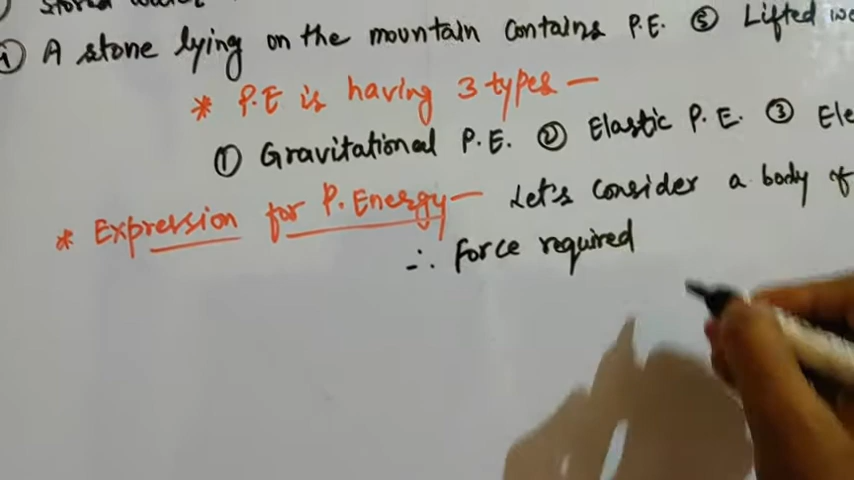 ① A stone lying on the mountain contains P.E. ⑤ Lifted
* P.E is having 3 types —
① Gravitational P.E. ② Elastic P.E. ③
* Expression for P. Energy — Let's consider a body of
∴ Force required